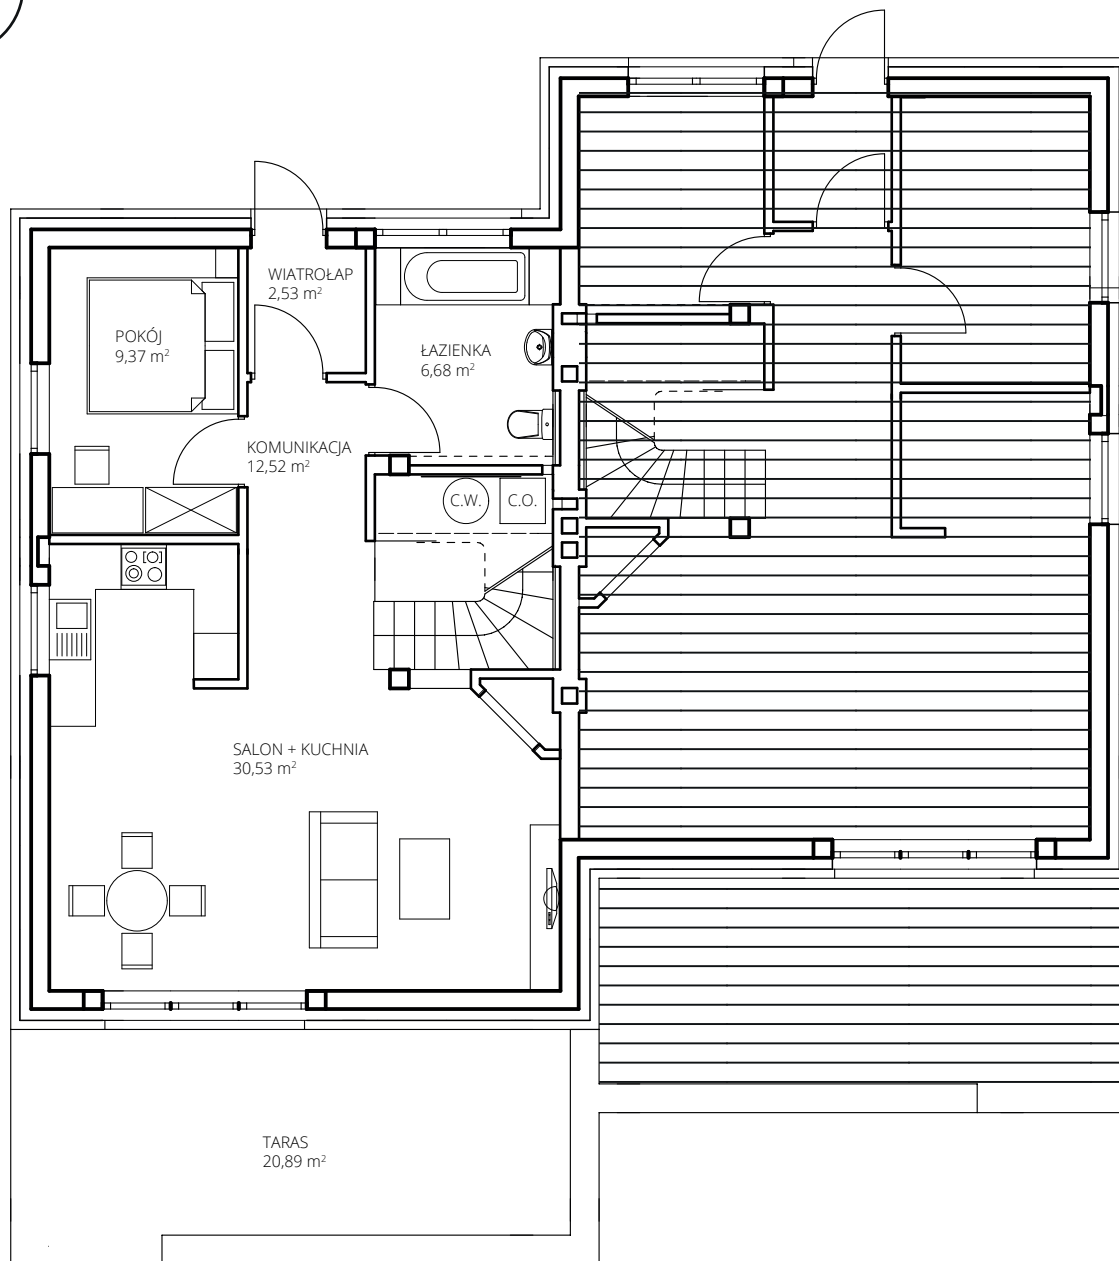 WIATROŁAP
2,53 m²
POKÓJ
9,37 m²
ŁAZIENKA
6,68 m²
KOMUNIKACJA
12,52 m²
C.W.
C.O.
SALON + KUCHNIA
30,53 m²
TARAS
20,89 m²